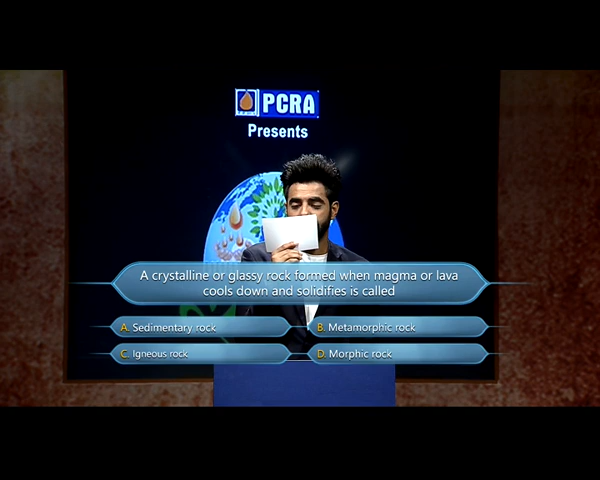 PCRA
Presents
A crystalline or glassy rock formed when magma or lava
cools down and solidifies is called
A. Sedimentary rock
B. Metamorphic rock
C. Igneous rock
D. Morphic rock